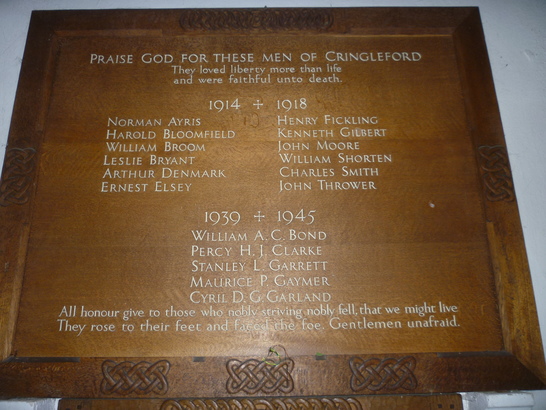 PRAISE GOD FOR THESE MEN OF CRINGLEFORD
They loved liberty more than life
and were faithful unto death.
1914 + 1918
NORMAN AYRIS
HAROLD BLOOMFIELD
WILLIAM BROOM
LESLIE BRYANT
ARTHUR DENMARK
ERNEST ELSEY
HENRY FICKLING
KENNETH GILBERT
JOHN MOORE
WILLIAM SHORTEN
CHARLES SMITH
JOHN THROWER
1939 + 1945
WILLIAM A. C. BOND
PERCY H. J. CLARKE
STANLEY L. GARRETT
MAURICE P. GAYMER
CYRIL D. G. GARLAND
All honour give to those who nobly striving nobly fell, that we might live
They rose to their feet and faced the foe. Gentlemen unafraid.